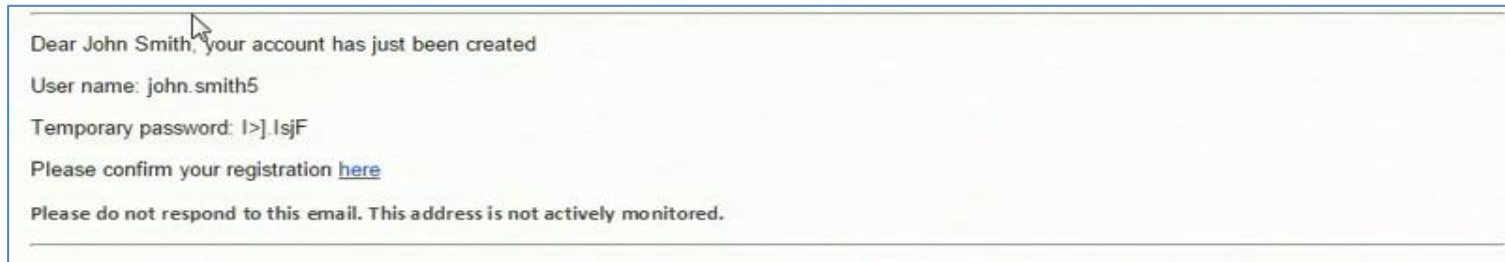 Dear John Smith, your account has just been created
User name: john.smith5
Temporary password: I>].IsjF
Please confirm your registration here
Please do not respond to this email. This address is not actively monitored.